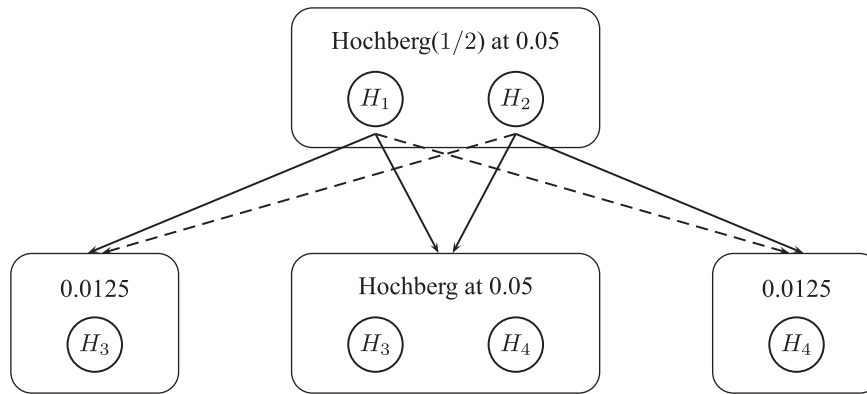 Hochberg(1/2) at 0.05
H₁ H₂
0.0125 Hochberg at 0.05 0.0125
H₃ H₃ H₄ H₄